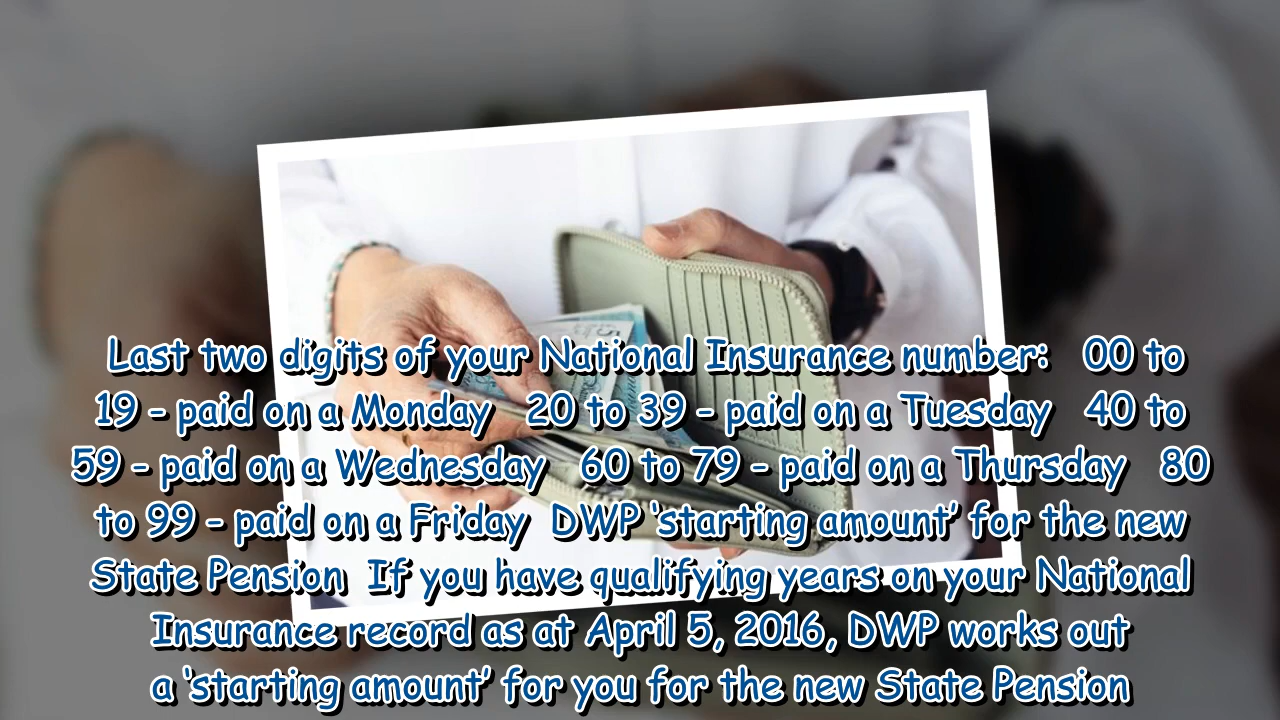 Last two digits of your National Insurance number: 00 to
19 – paid on a Monday 20 to 39 – paid on a Tuesday 40 to
59 – paid on a Wednesday 60 to 79 – paid on a Thursday 80
to 99 – paid on a Friday DWP ‘starting amount’ for the new
State Pension If you have qualifying years on your National
Insurance record as at April 5, 2016, DWP works out
a ‘starting amount’ for you for the new State Pension